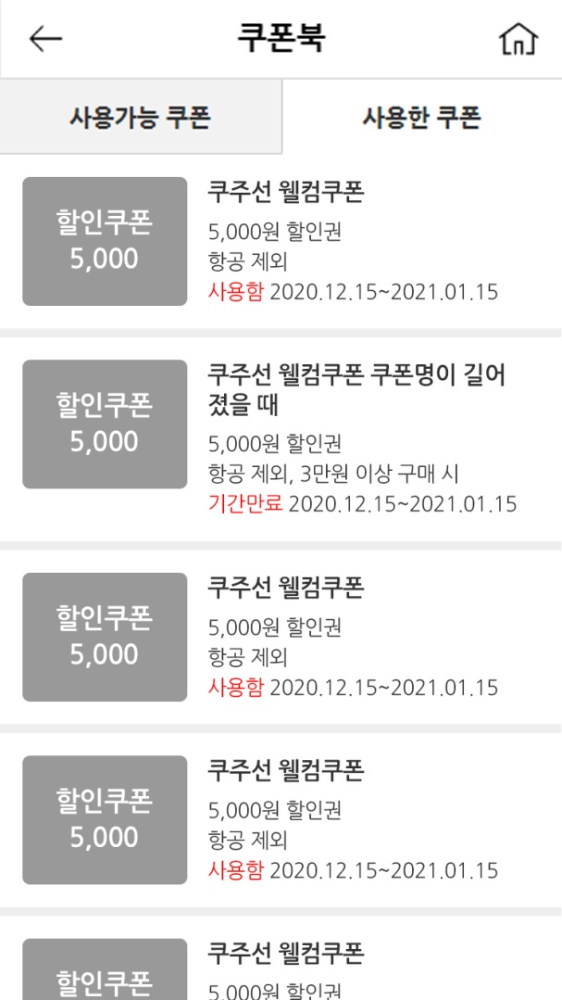 쿠폰북
사용가능 쿠폰
사용한 쿠폰
할인쿠폰
5,000
쿠주선 웰컴쿠폰
5,000원 할인권
항공 제외
사용함 2020.12.15~2021.01.15
할인쿠폰
5,000
쿠주선 웰컴쿠폰 쿠폰명이 길어
졌을 때
5,000원 할인권
항공 제외, 3만원 이상 구매 시
기간만료 2020.12.15~2021.01.15
할인쿠폰
5,000
쿠주선 웰컴쿠폰
5,000원 할인권
항공 제외
사용함 2020.12.15~2021.01.15
할인쿠폰
5,000
쿠주선 웰컴쿠폰
5,000원 할인권
항공 제외
사용함 2020.12.15~2021.01.15
할인쿠폰
쿠주선 웰컴쿠폰
5,000원 할인권